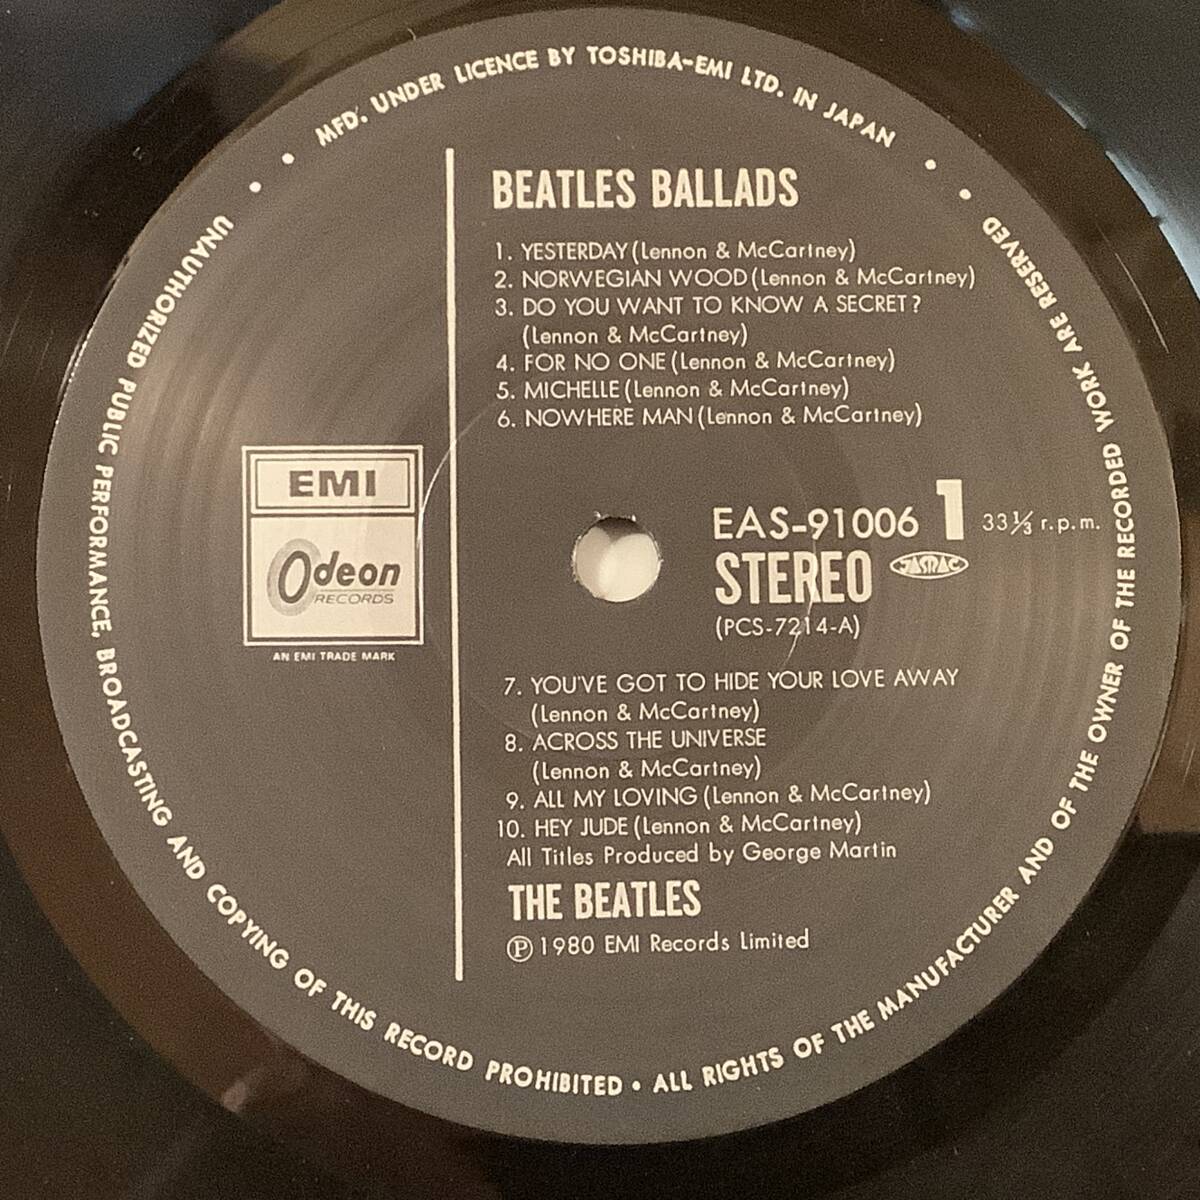 MFD. UNDER LICENCE BY TOSHIBA-EMI LTD. IN JAPAN
BEATLES BALLADS
1. YESTERDAY (Lennon & McCartney)
2. NORWEGIAN WOOD (Lennon & McCartney)
3. DO YOU WANT TO KNOW A SECRET?
(Lennon & McCartney)
4. FOR NO ONE (Lennon & McCartney)
5. MICHELLE (Lennon & McCartney)
6. NOWHERE MAN (Lennon & McCartney)
EMI
Odeon
RECORDS
AN EMI TRADE MARK
EAS-91006 1 33⅓ r.p.m.
STEREO JASRAC
(PCS-7214-A)
7. YOU'VE GOT TO HIDE YOUR LOVE AWAY
(Lennon & McCartney)
8. ACROSS THE UNIVERSE
(Lennon & McCartney)
9. ALL MY LOVING (Lennon & McCartney)
10. HEY JUDE (Lennon & McCartney)
All Titles Produced by George Martin
THE BEATLES
Ⓟ 1980 EMI Records Limited
UNAUTHORIZED PUBLIC PERFORMANCE, BROADCASTING AND COPYING OF THIS RECORD PROHIBITED • ALL RIGHTS OF THE MANUFACTURER AND OF THE OWNER OF THE RECORDED WORK ARE RESERVED